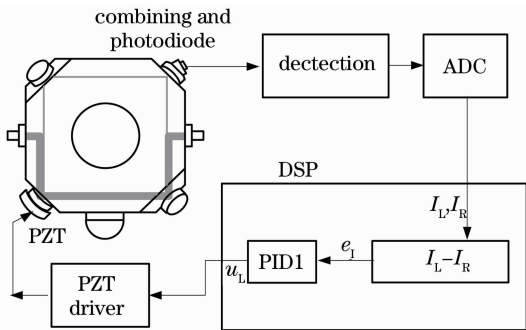 combining and
photodiode
dectection
ADC
DSP
I_L,I_R
PZT
u_L
PID1
e_I
I_L–I_R
PZT
driver